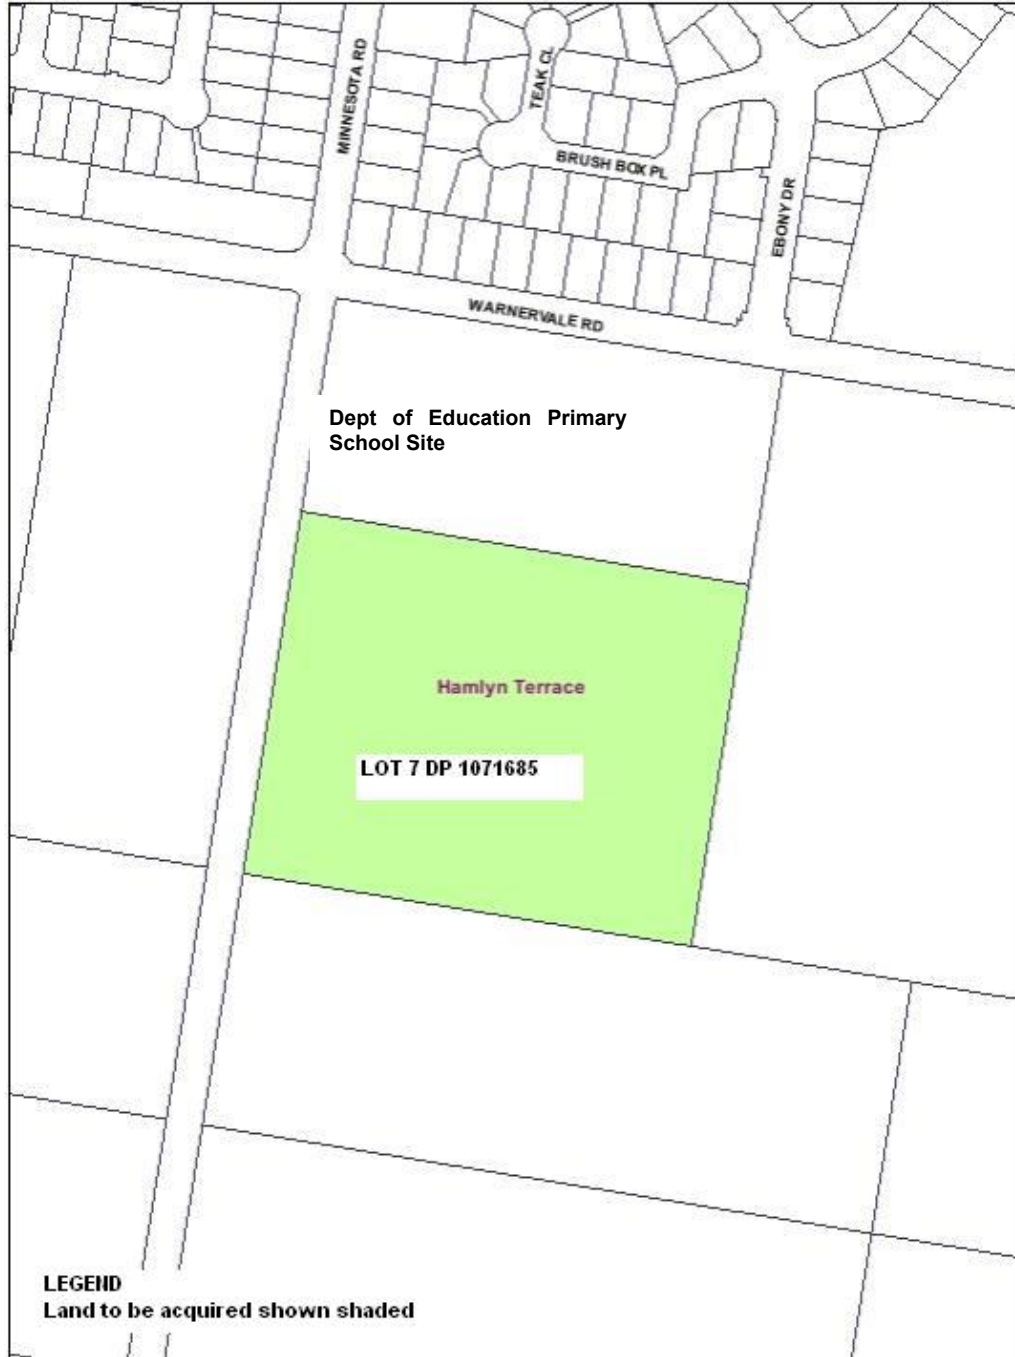 MINNESOTA RD
TEAK CL
BRUSH BOX PL
EBONY DR
WARNERVALE RD
Dept of Education Primary
School Site
Hamlyn Terrace
LOT 7 DP 1071685
LEGEND
Land to be acquired shown shaded